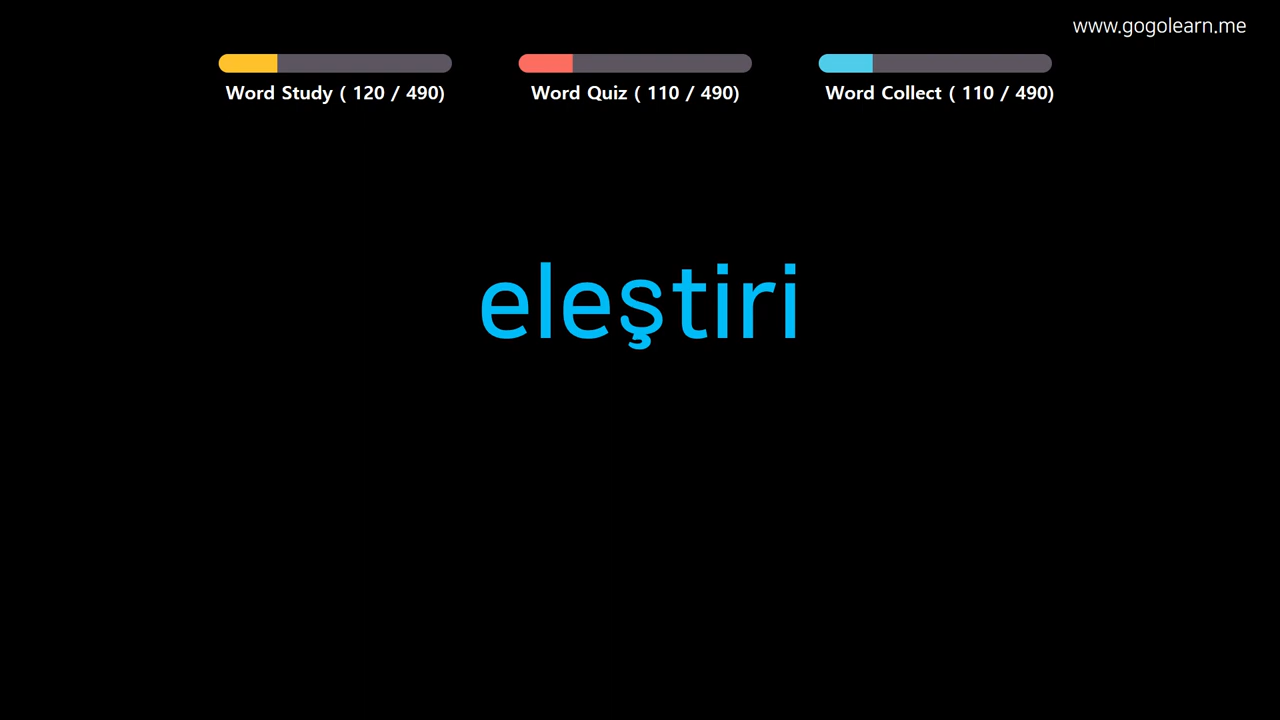 www.gogolearn.me
Word Study ( 120 / 490)
Word Quiz ( 110 / 490)
Word Collect ( 110 / 490)
eleştiri